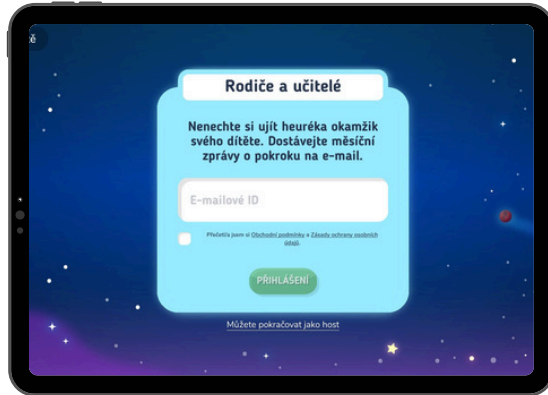 ě
Rodiče a učitelé
Nenechte si ujít heuréka okamžik
svého dítěte. Dostávejte měsíční
zprávy o pokroku na e-mail.
E-mailové ID
Přečetl/a jsem si Obchodní podmínky a Zásady ochrany osobních
údajů.
PŘIHLÁŠENÍ
Můžete pokračovat jako host